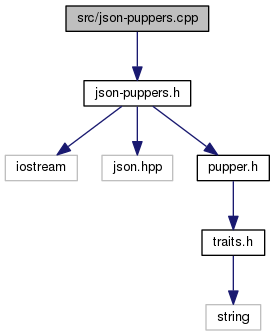 src/json-puppers.cpp
json-puppers.h
iostream
json.hpp
pupper.h
traits.h
string